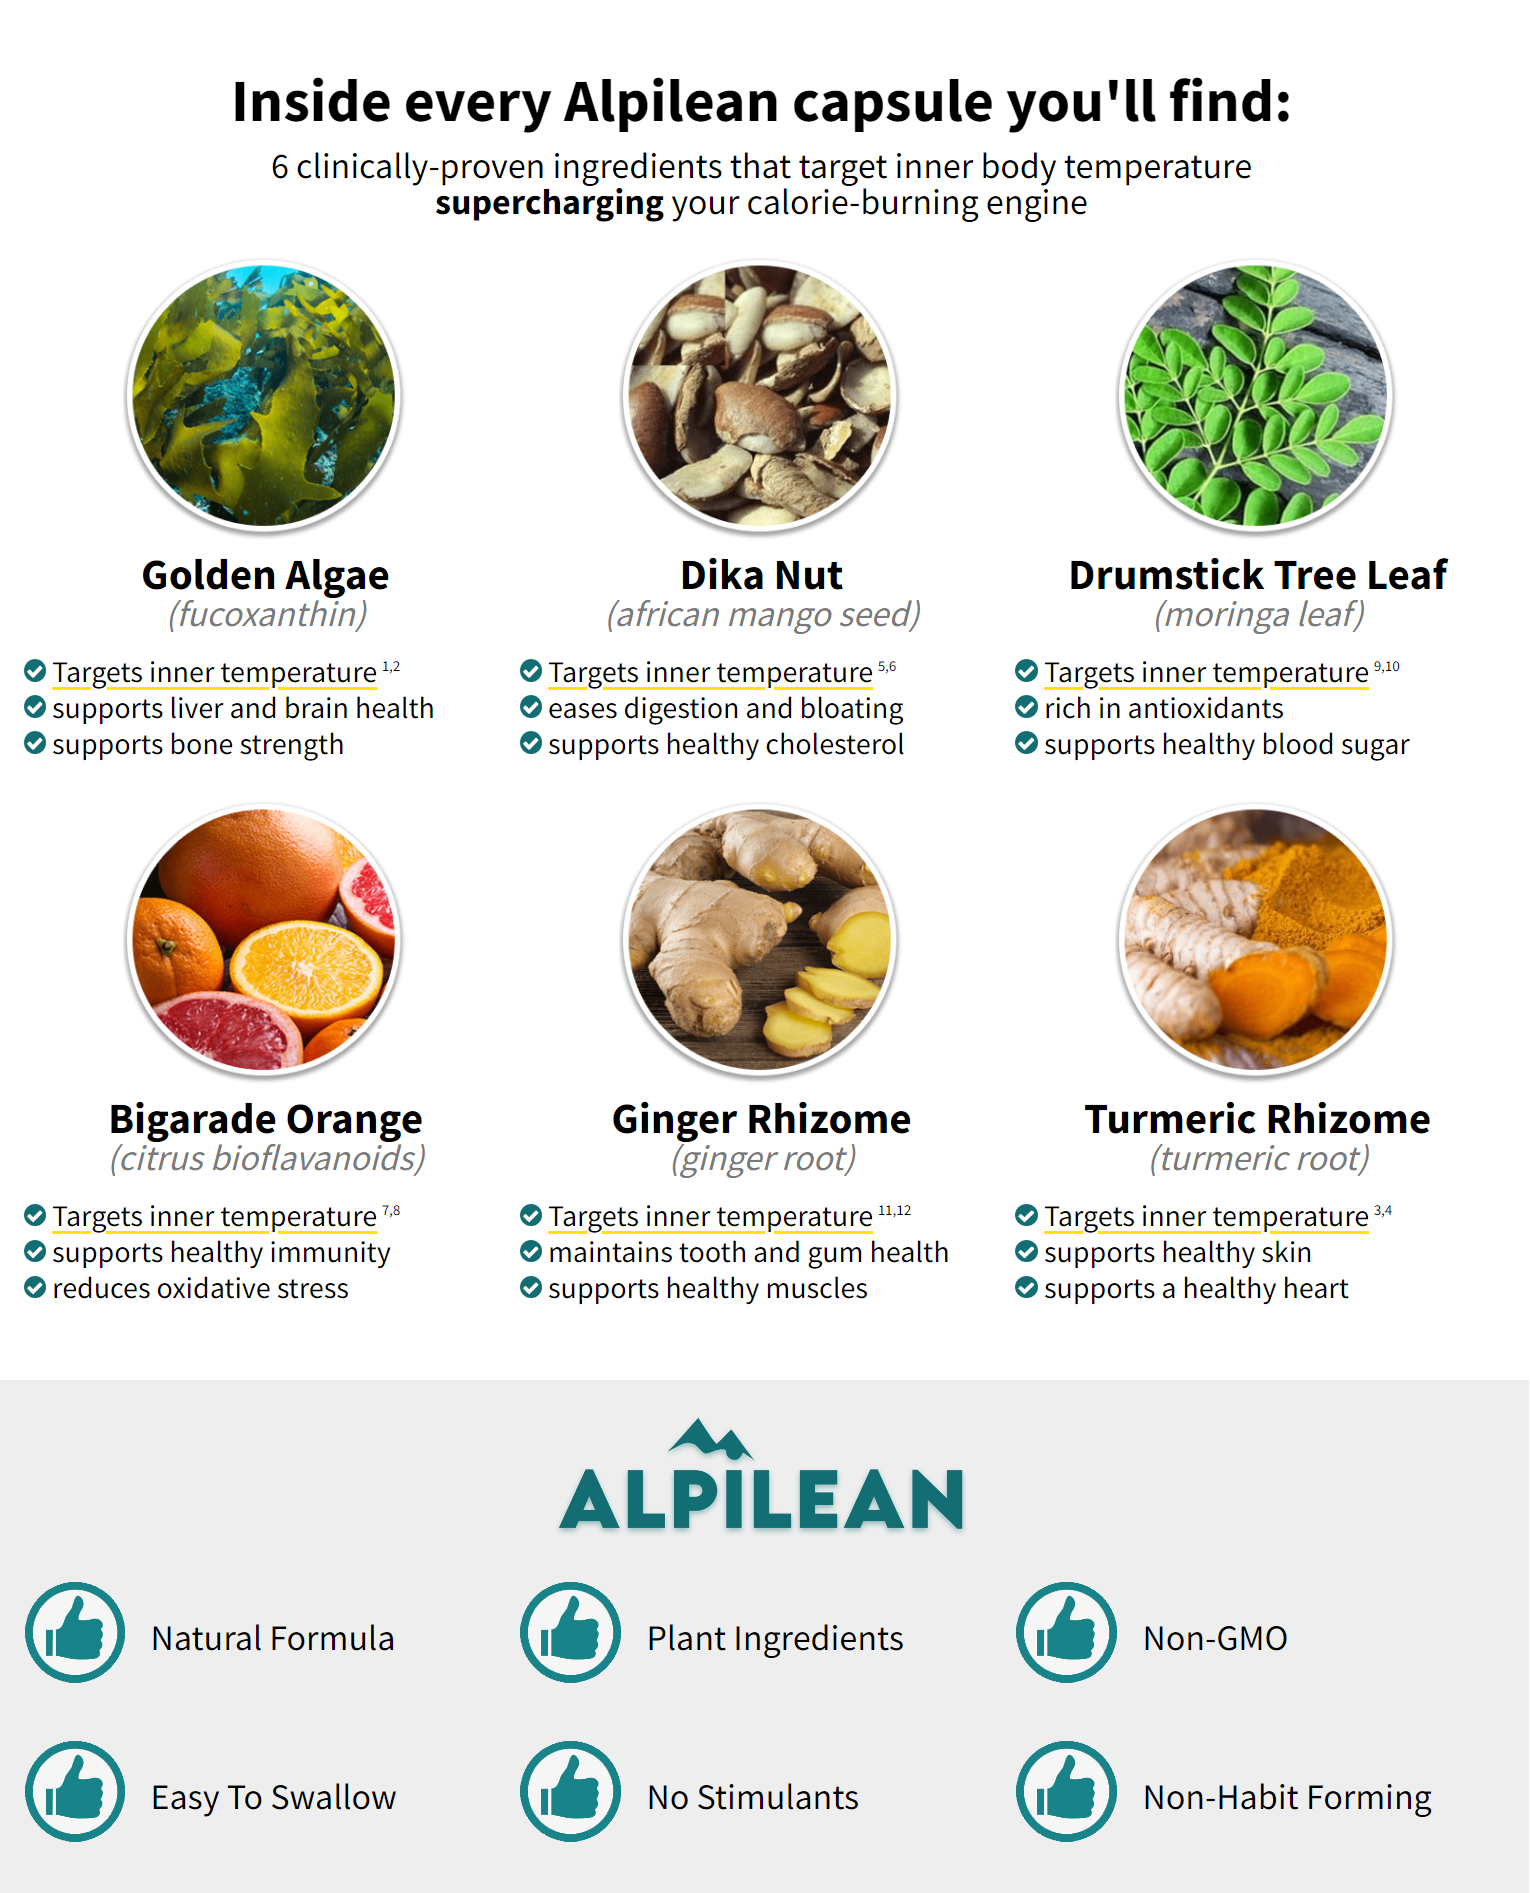 Inside every Alpilean capsule you'll find:
6 clinically-proven ingredients that target inner body temperature
supercharging your calorie-burning engine
Golden Algae
(fucoxanthin)
Targets inner temperature 1,2
supports liver and brain health
supports bone strength
Dika Nut
(african mango seed)
Targets inner temperature 5,6
eases digestion and bloating
supports healthy cholesterol
Drumstick Tree Leaf
(moringa leaf)
Targets inner temperature 9,10
rich in antioxidants
supports healthy blood sugar
Bigarade Orange
(citrus bioflavanoids)
Targets inner temperature 7,8
supports healthy immunity
reduces oxidative stress
Ginger Rhizome
(ginger root)
Targets inner temperature 11,12
maintains tooth and gum health
supports healthy muscles
Turmeric Rhizome
(turmeric root)
Targets inner temperature 3,4
supports healthy skin
supports a healthy heart
ALPILEAN
Natural Formula
Plant Ingredients
Non-GMO
Easy To Swallow
No Stimulants
Non-Habit Forming